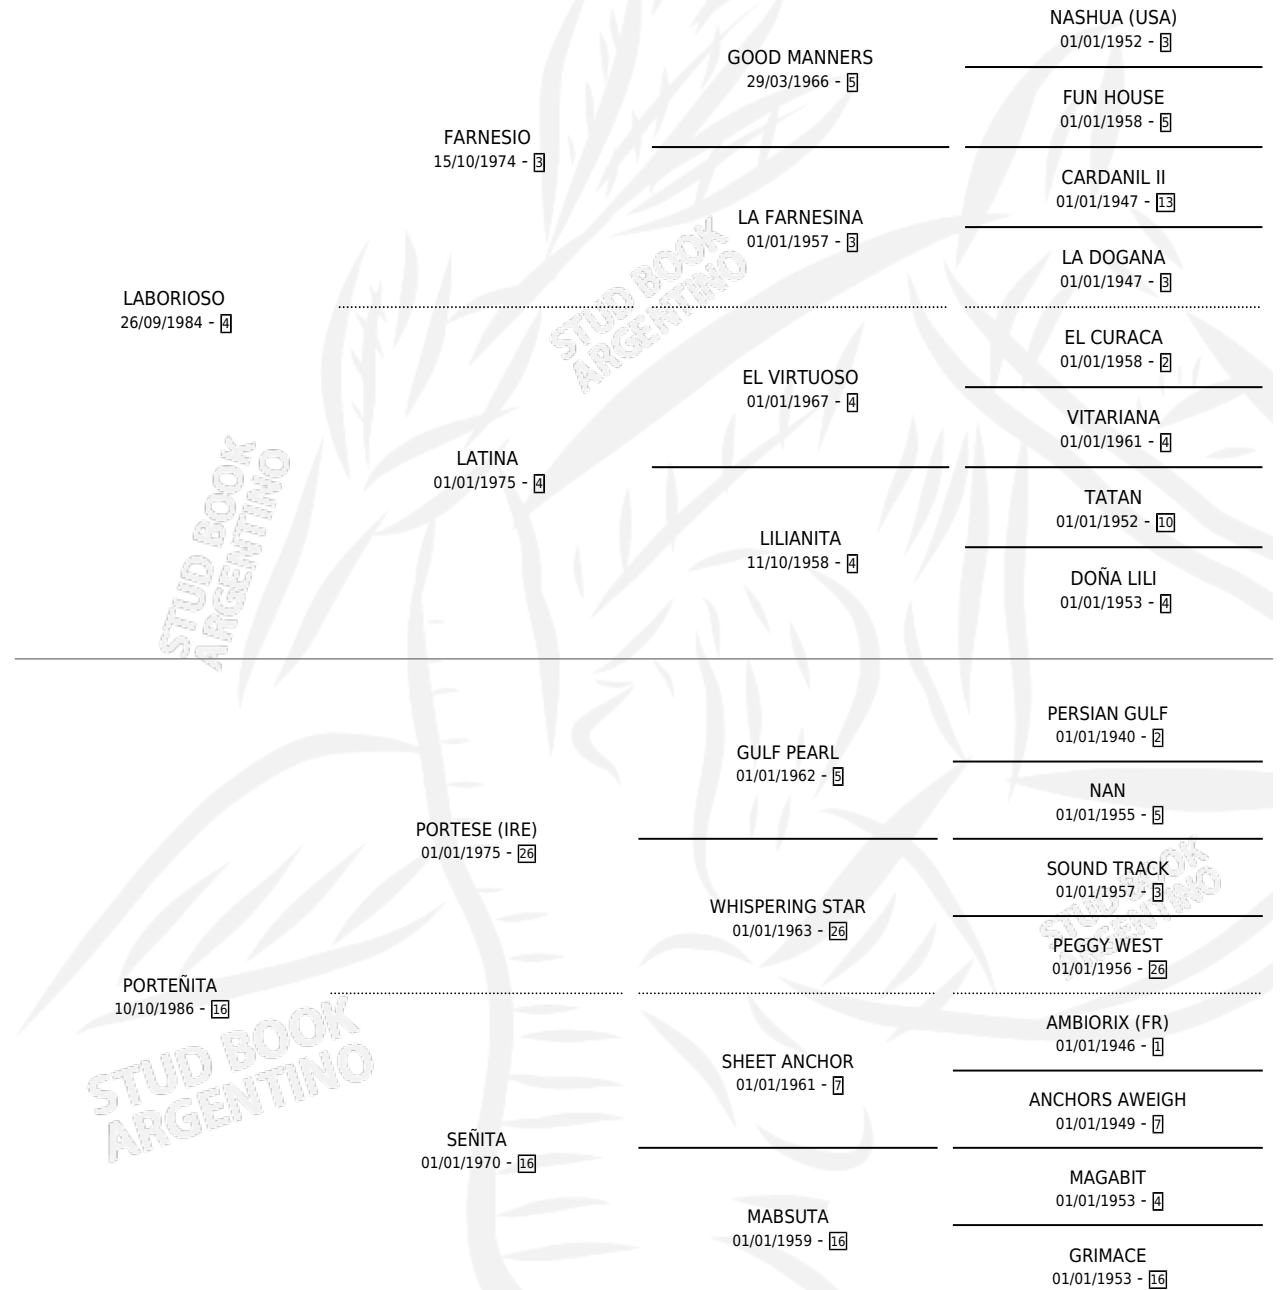 NASHUA (USA)
01/01/1952 - 3
GOOD MANNERS
29/03/1966 - 5
FUN HOUSE
01/01/1958 - 5
FARNESIO
15/10/1974 - 3
CARDANIL II
01/01/1947 - 13
LA FARNESINA
01/01/1957 - 3
LA DOGANA
01/01/1947 - 3
LABORIOSO
26/09/1984 - 4
EL CURACA
01/01/1958 - 2
EL VIRTUOSO
01/01/1967 - 4
VITARIANA
01/01/1961 - 4
LATINA
01/01/1975 - 4
TATAN
01/01/1952 - 10
LILIANITA
11/10/1958 - 4
DOÑA LILI
01/01/1953 - 4
PERSIAN GULF
01/01/1940 - 2
GULF PEARL
01/01/1962 - 5
NAN
01/01/1955 - 5
PORTESE (IRE)
01/01/1975 - 26
SOUND TRACK
01/01/1957 - 3
WHISPERING STAR
01/01/1963 - 26
PEGGY WEST
01/01/1956 - 26
PORTEÑITA
10/10/1986 - 16
AMBIORIX (FR)
01/01/1946 - 1
SHEET ANCHOR
01/01/1961 - 7
ANCHORS AWEIGH
01/01/1949 - 7
SEÑITA
01/01/1970 - 16
MAGABIT
01/01/1953 - 4
MABSUTA
01/01/1959 - 16
GRIMACE
01/01/1953 - 16
STUD BOOK
ARGENTINO
STUD BOOK
ARGENTINO
STUD BOOK
ARGENTINO
STUD BOOK
ARGENTINO